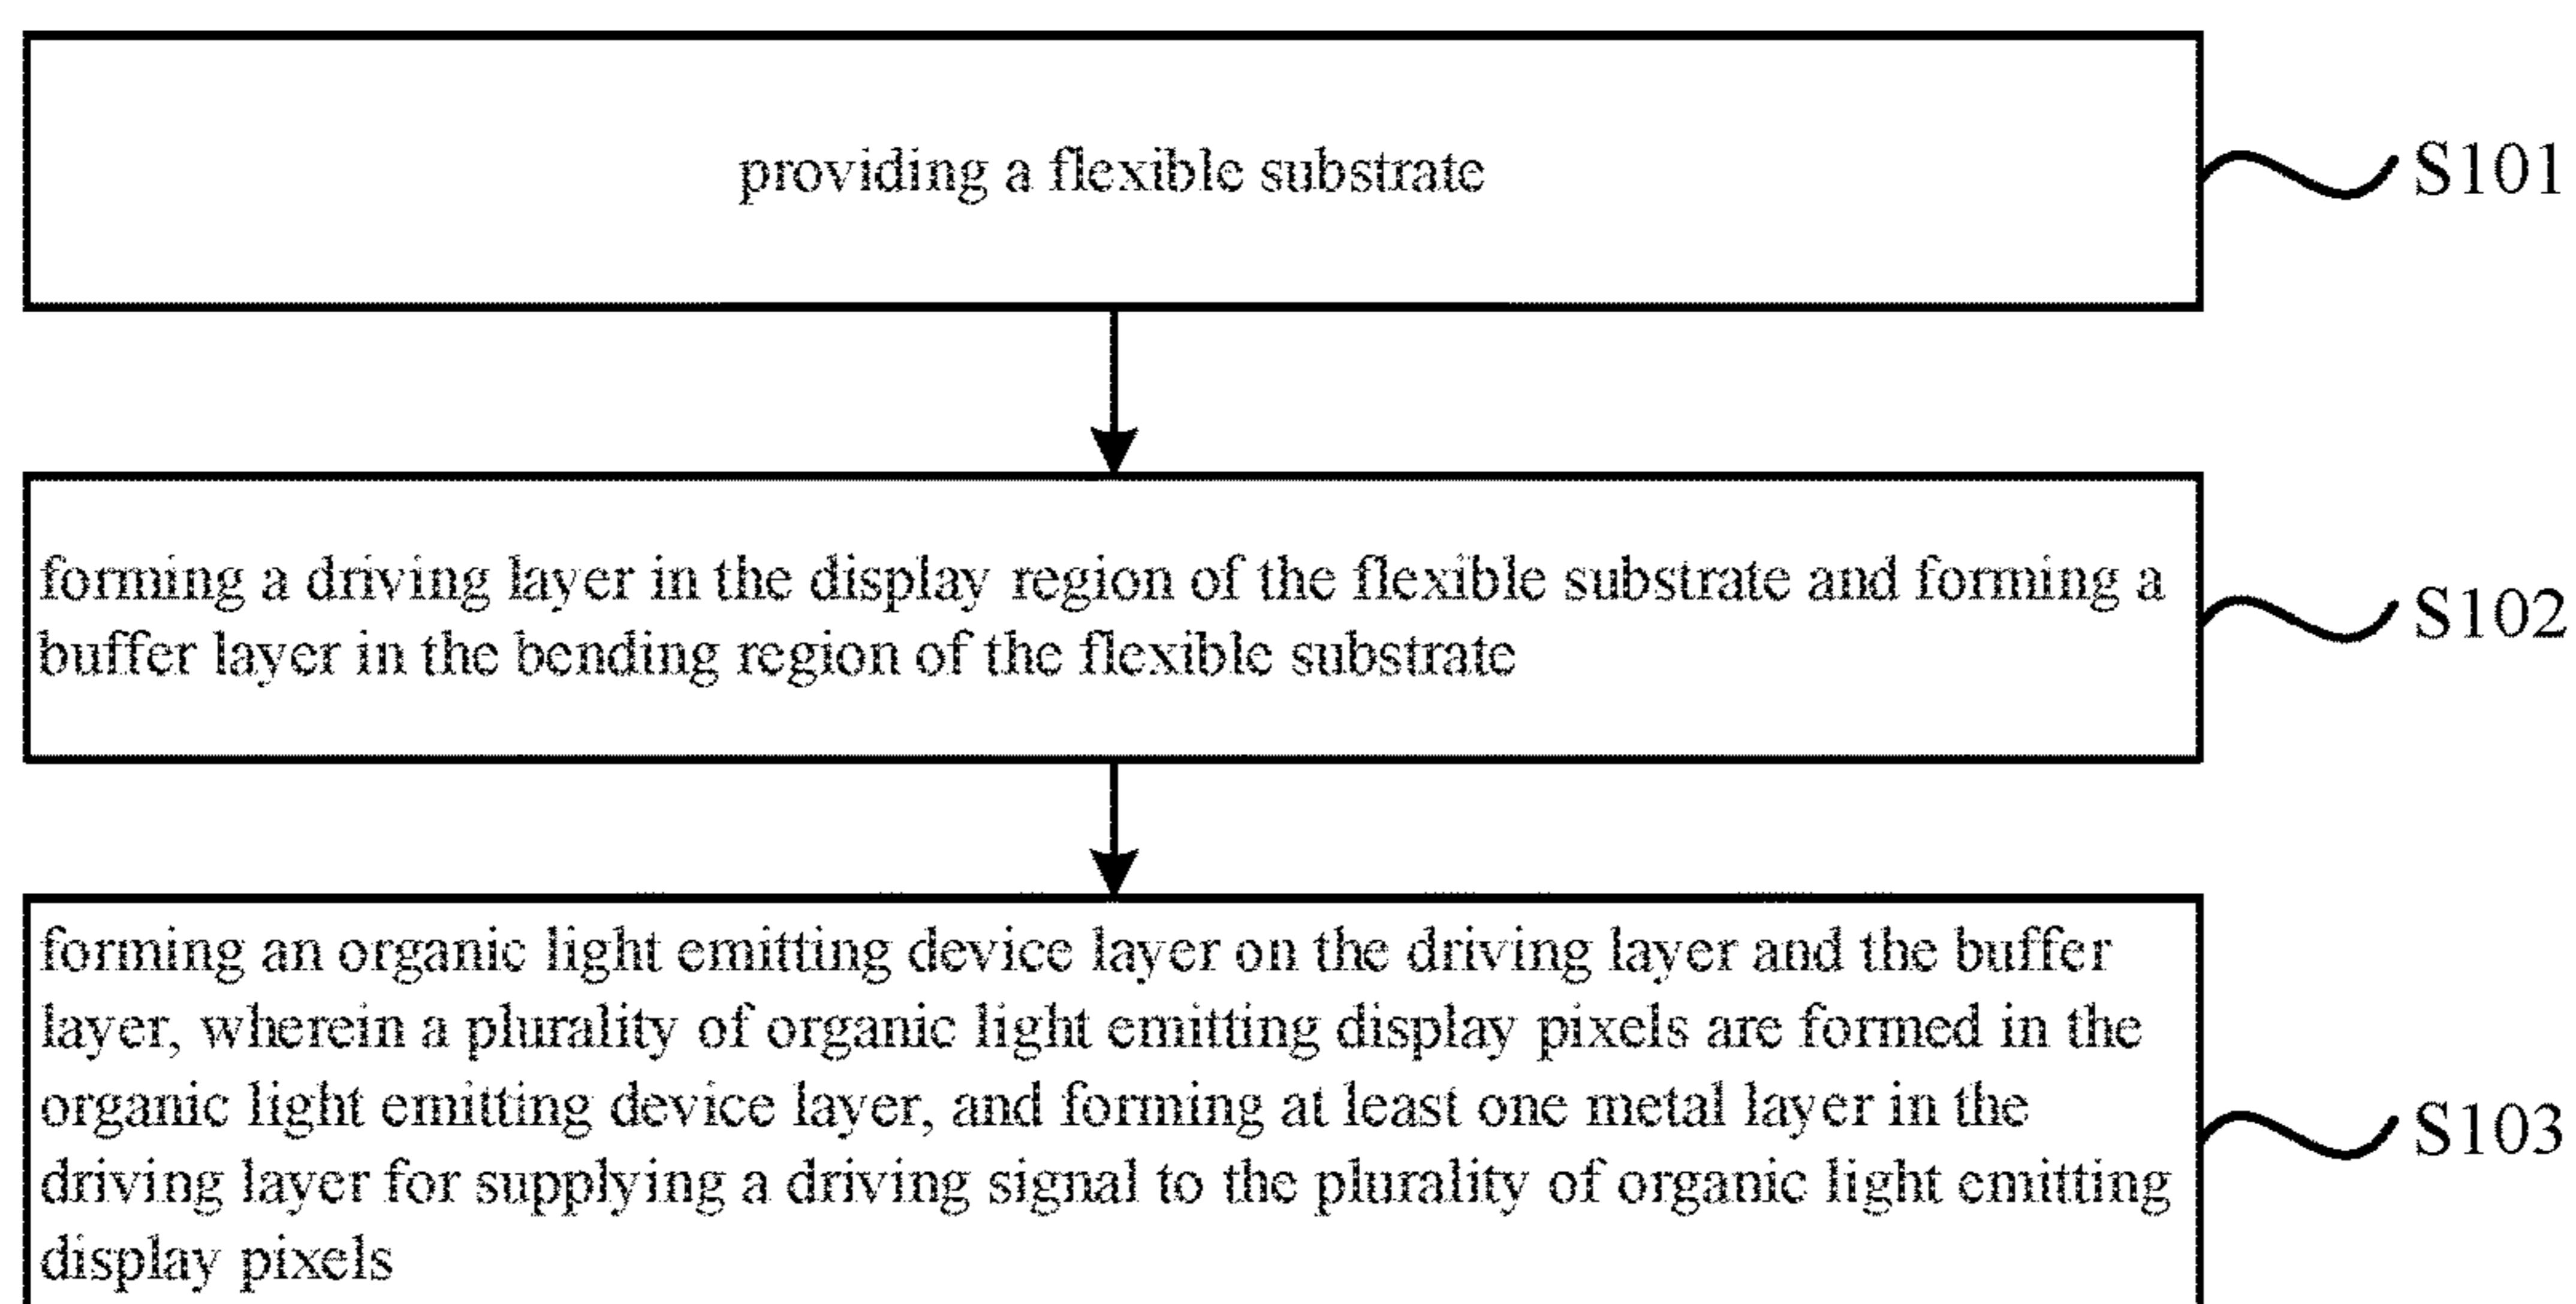 providing a flexible substrate
S101
forming a driving layer in the display region of the flexible substrate and forming a
buffer layer in the bending region of the flexible substrate
S102
forming an organic light emitting device layer on the driving layer and the buffer
layer, wherein a plurality of organic light emitting display pixels are formed in the
organic light emitting device layer, and forming at least one metal layer in the
driving layer for supplying a driving signal to the plurality of organic light emitting
display pixels
S103